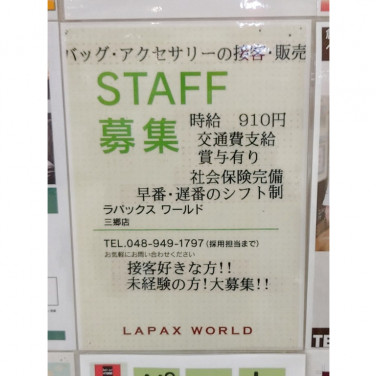 バッグ・アクセサリーの接客・販売
STAFF
募集
時給 910円
交通費支給
賞与有り
社会保険完備
早番・遅番のシフト制
ラパックス ワールド
三郷店
TEL.048-949-1797(採用担当まで)
お気軽にお問い合わせください
接客好きな方!!
未経験の方!大募集!!
LAPAX WORLD